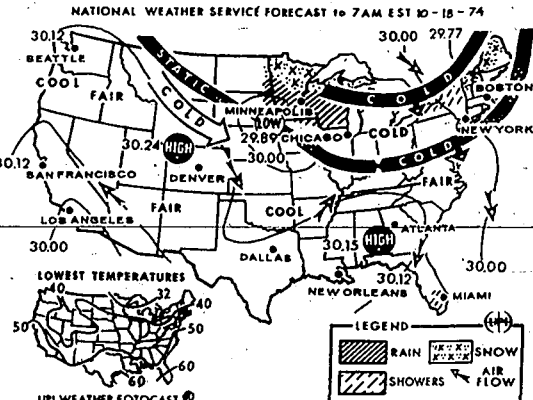 NATIONAL WEATHER SERVICE FORECAST to 7AM EST 10-18-74
30.12
SEATTLE
COOL
FAIR
STATIC
COLD
30.00
29.77
COLD
BOSTON
MINNEAPOLIS
LOW
29.89
CHICAGO
COLD
NEW YORK
COLD
30.24
HIGH
30.00
DENVER
30.12
SAN FRANCISCO
FAIR
LOS ANGELES
30.00
FAIR
COOL
DALLAS
ATLANTA
30.15
HIGH
30.12
30.00
NEW ORLEANS
MIAMI
LOWEST TEMPERATURES
40
32
40
50
50
60
60
UPI WEATHER FOTOCAST
LEGEND
RAIN
SNOW
SHOWERS
AIR
FLOW